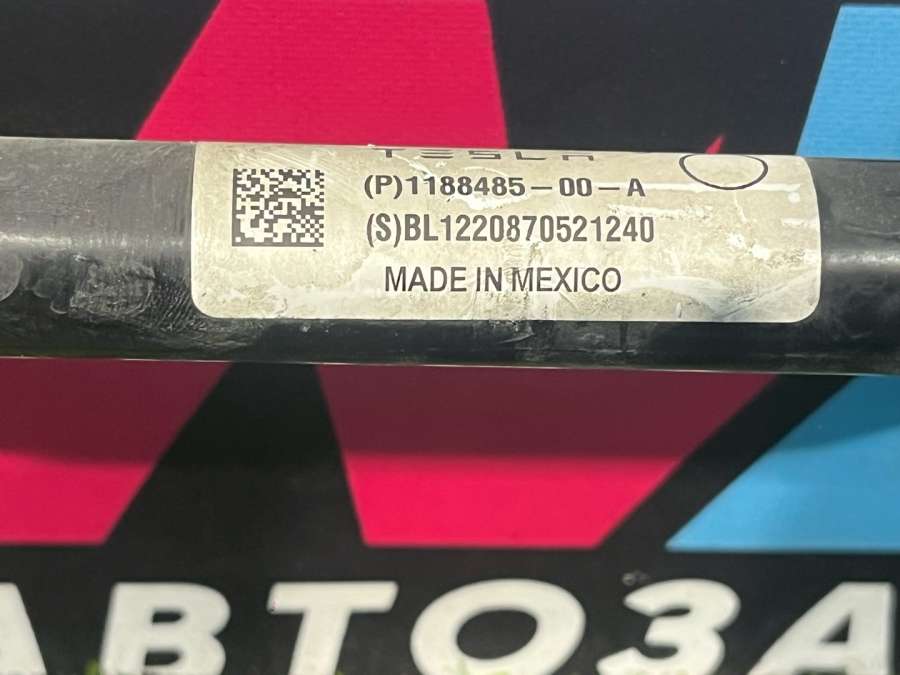 TESLA
(P)1188485-00-A
(S)BL1220870521240
MADE IN MEXICO
АВТОЗА